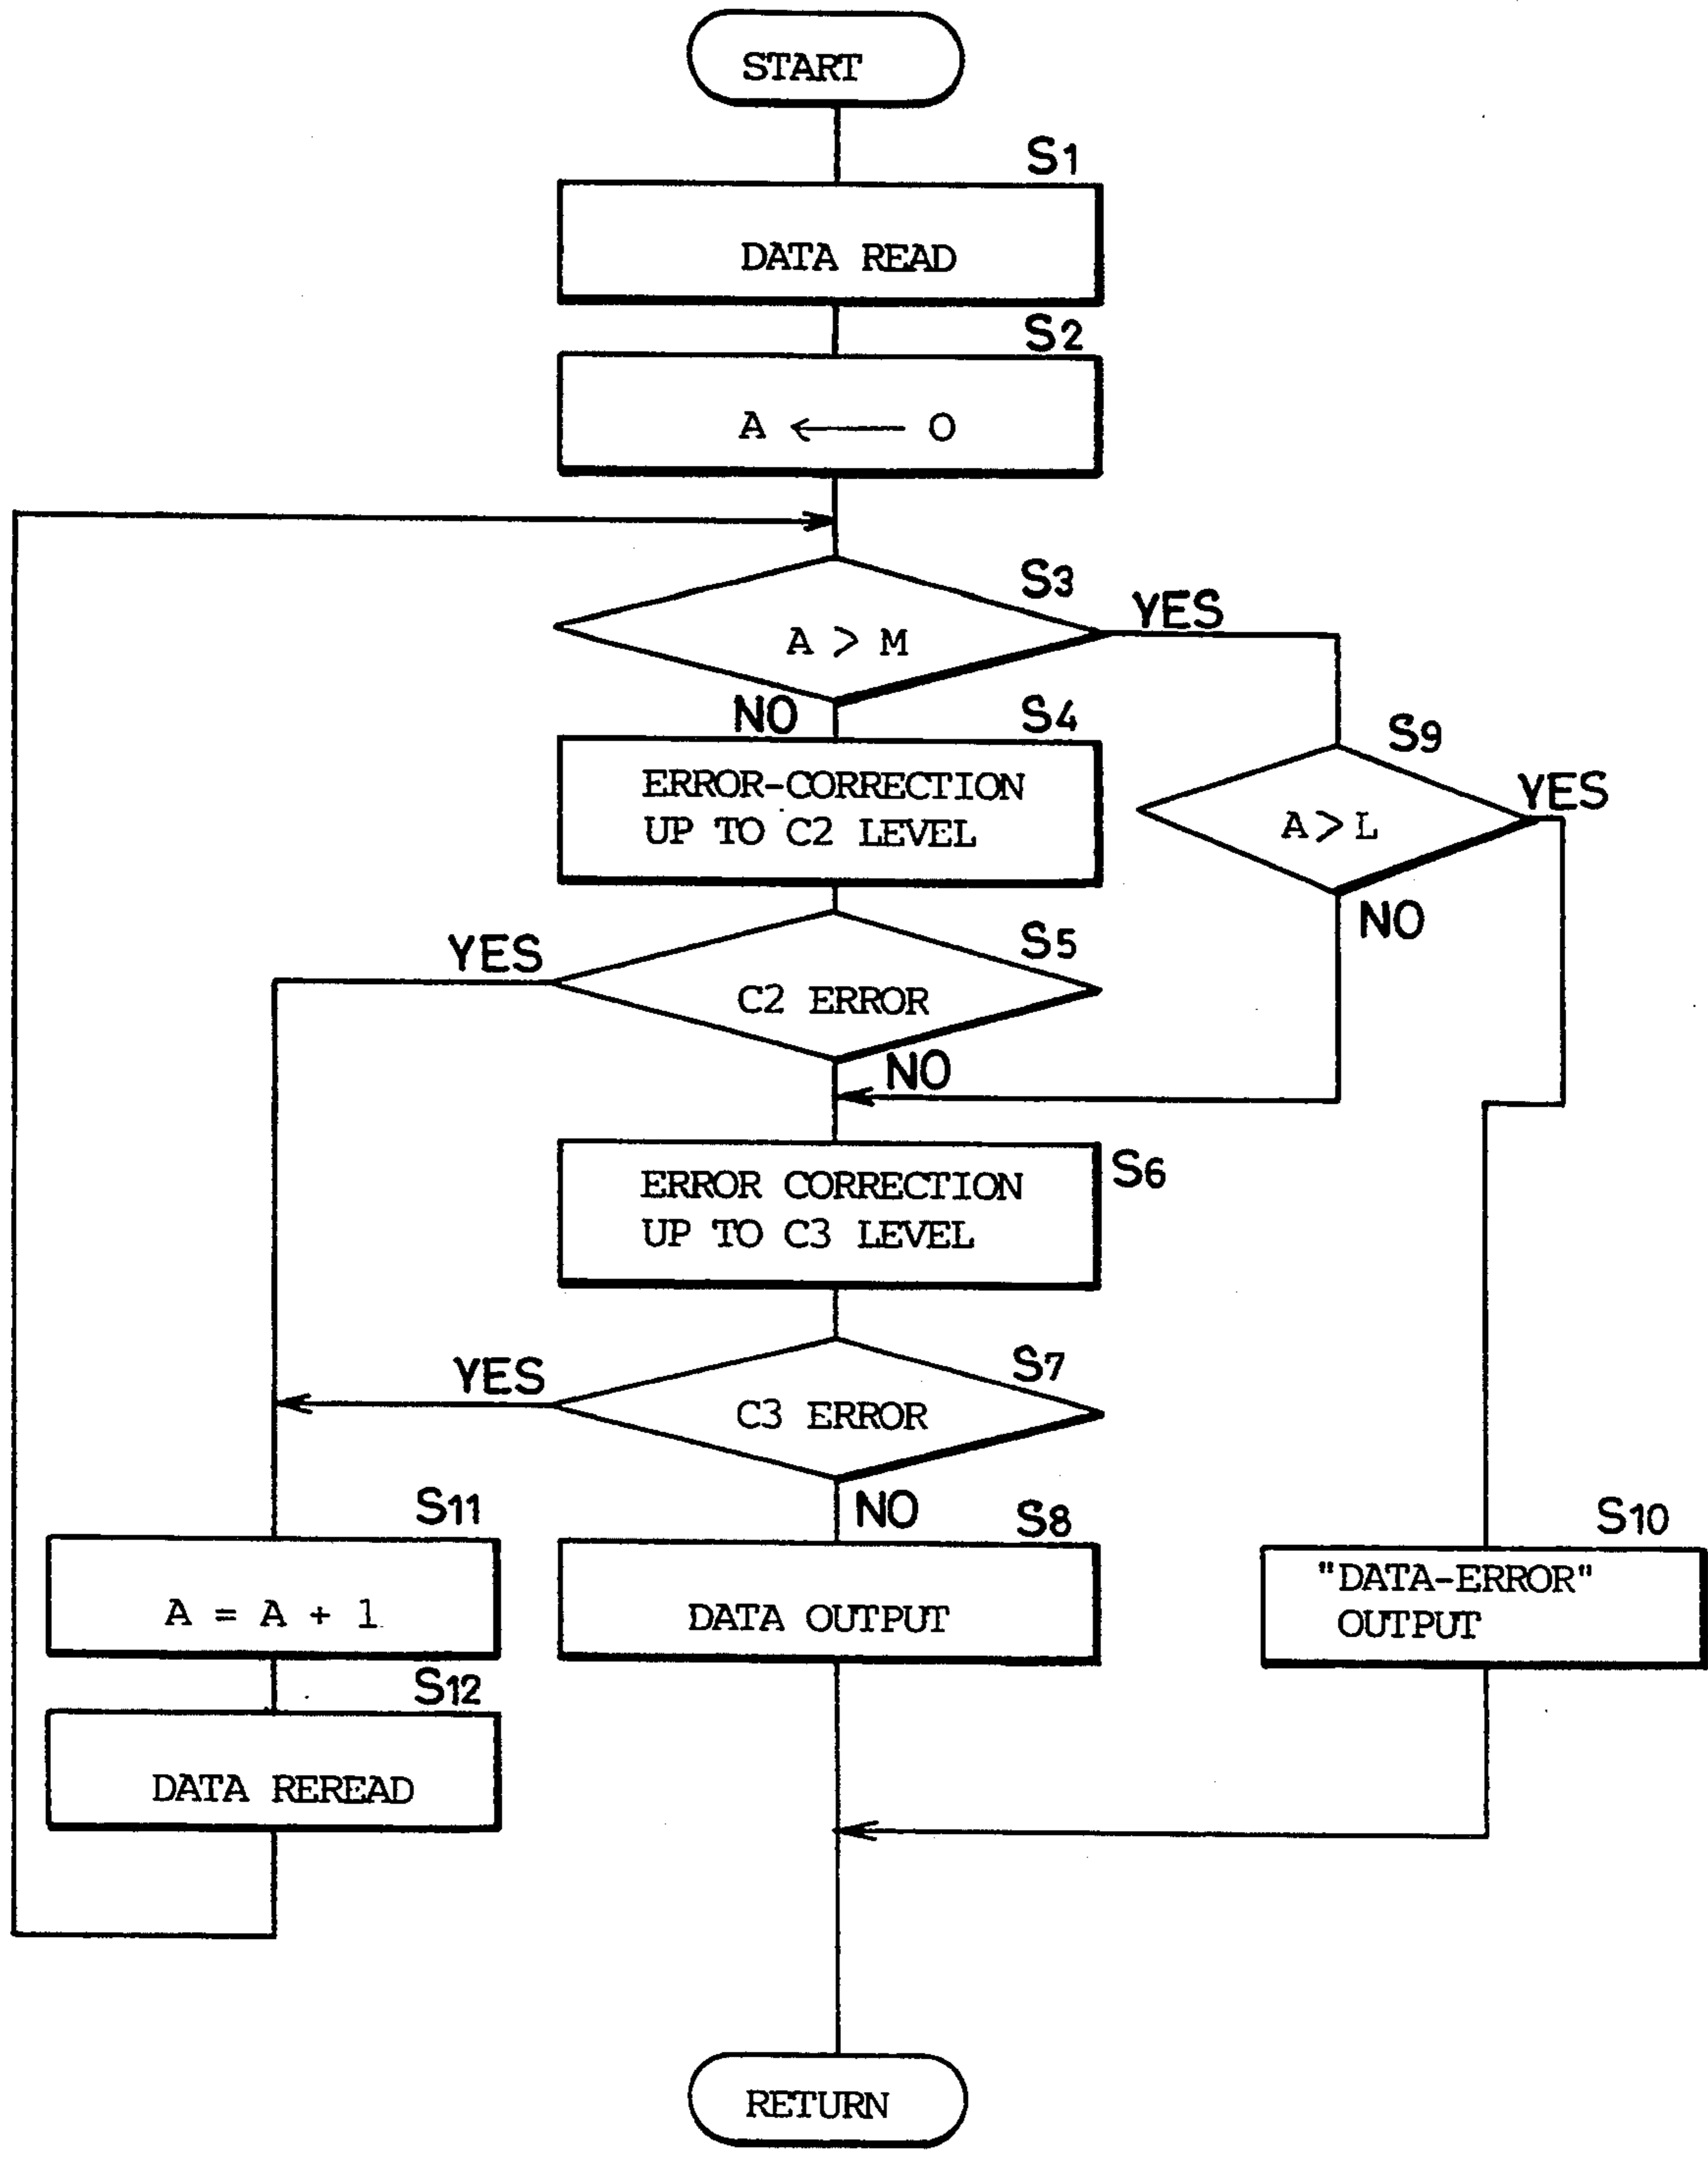 START
S1
DATA READ
S2
A ← O
S3
A > M
YES
NO
S4
ERROR-CORRECTION
UP TO C2 LEVEL
S9
A > L
YES
NO
S5
YES
C2 ERROR
NO
S6
ERROR CORRECTION
UP TO C3 LEVEL
S7
YES
C3 ERROR
NO
S8
DATA OUTPUT
S10
"DATA-ERROR"
OUTPUT
S11
A = A + 1
S12
DATA REREAD
RETURN